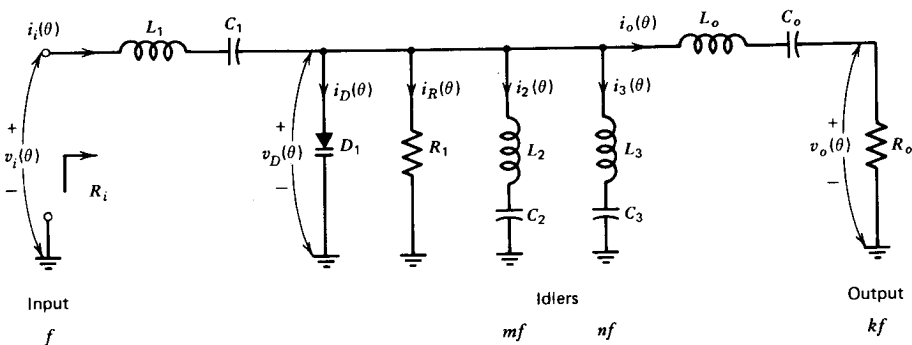 i_i(θ)
L_1
C_1
i_o(θ)
L_o
C_o
i_D(θ)
i_R(θ)
i_2(θ)
i_3(θ)
+
v_i(θ)
−
R_i
+
v_D(θ)
−
D_1
R_1
L_2
C_2
L_3
C_3
+
v_o(θ)
−
R_o
Input
f
Idlers
mf nf
Output
kf